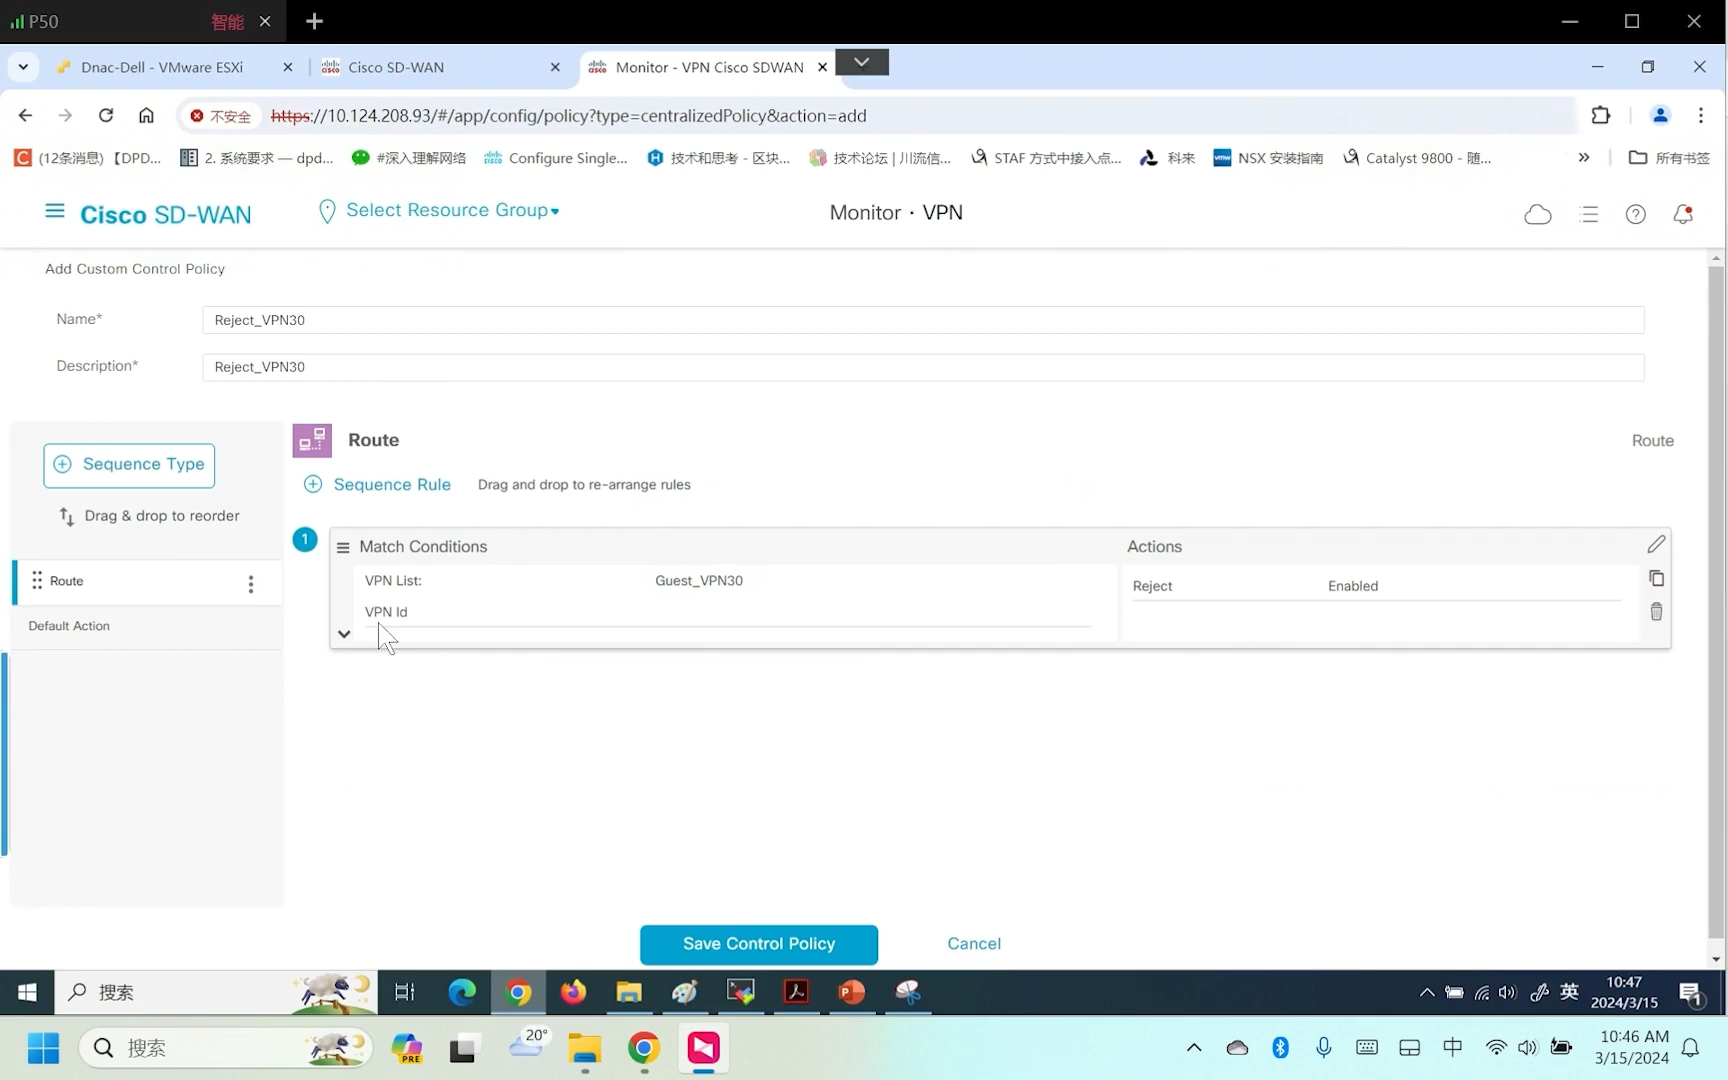 P50 智能
Dnac-Dell - VMware ESXi
Cisco SD-WAN
Monitor - VPN Cisco SDWAN
不安全 https://10.124.208.93/#/app/config/policy?type=centralizedPolicy&action=add
(12条消息) 【DPD... 2. 系统要求 — dpd... #深入理解网络 Configure Single... 技术和思考 - 区块... 技术论坛 | 川流信... STAF 方式中接入点... 科来 NSX 安装指南 Catalyst 9800 - 随... » 所有书签
Cisco SD-WAN Select Resource Group Monitor · VPN
Add Custom Control Policy
Name* Reject_VPN30
Description* Reject_VPN30
Sequence Type
Drag & drop to reorder
Route
Default Action
Route Route
Sequence Rule Drag and drop to re-arrange rules
1 Match Conditions Actions
VPN List: Guest_VPN30 Reject Enabled
VPN Id
Save Control Policy Cancel
搜索 英 10:47
2024/3/15 1
搜索 PRE 20° 中 10:46 AM
3/15/2024